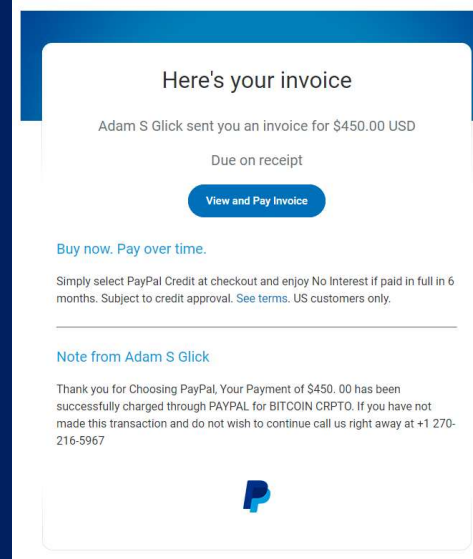 Here's your invoice
Adam S Glick sent you an invoice for $450.00 USD
Due on receipt
View and Pay Invoice
Buy now. Pay over time.
Simply select PayPal Credit at checkout and enjoy No Interest if paid in full in 6
months. Subject to credit approval. See terms. US customers only.
Note from Adam S Glick
Thank you for Choosing PayPal, Your Payment of $450. 00 has been
successfully charged through PAYPAL for BITCOIN CRPTO. If you have not
made this transaction and do not wish to continue call us right away at +1 270-
216-5967